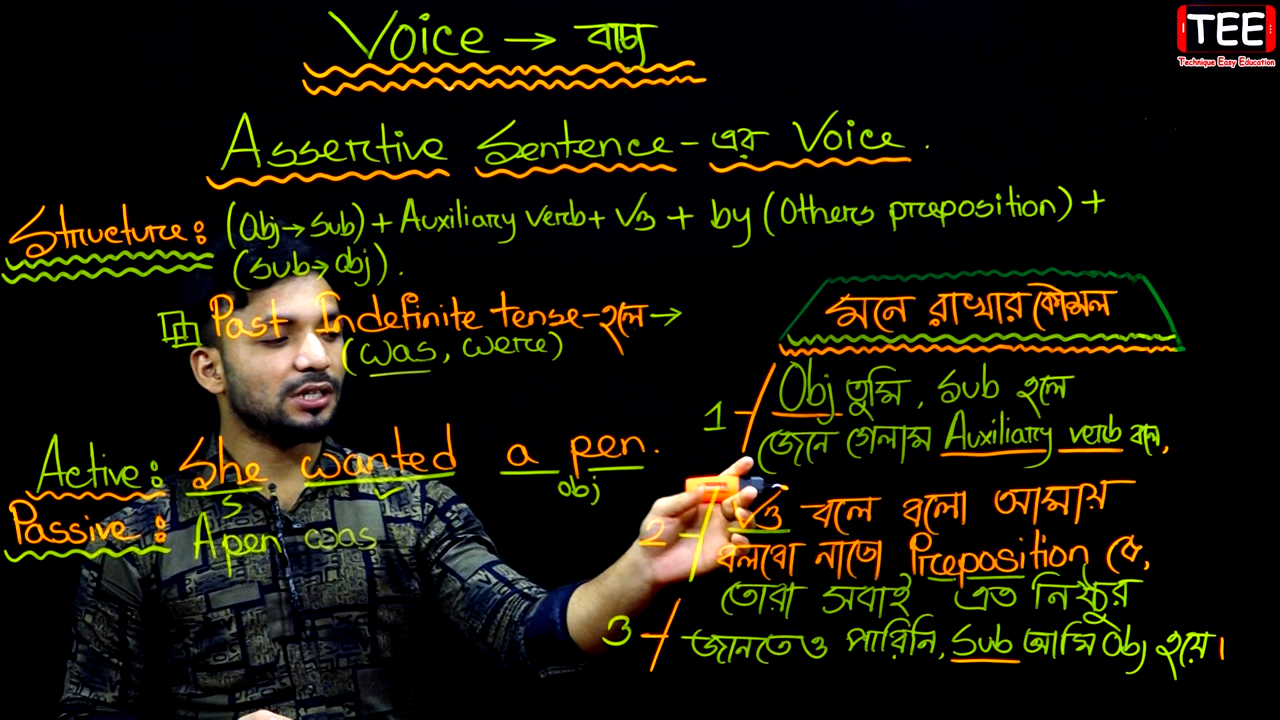 Voice → বাচ্য
TEE
Technique Easy Education
Assertive Sentence-এর Voice.
Structure: (Obj→Sub) + Auxiliary verb + V3 + by (Others preposition) +
(Sub→obj).
Past Indefinite tense-হলে →
(was, were)
মনে রাখার কৌশল
1 Obj তুমি, Sub হলে
জেনে গেলাম Auxiliary verb বলে,
Active: She wanted a pen.
S obj
Passive: A pen was
2 V3 বলে বলো আমায়
বলবো নাতো Preposition কে,
তোরা সবাই এত নিষ্ঠুর
3 জানতেও পারিনি, Sub আমি Obj হয়ে।